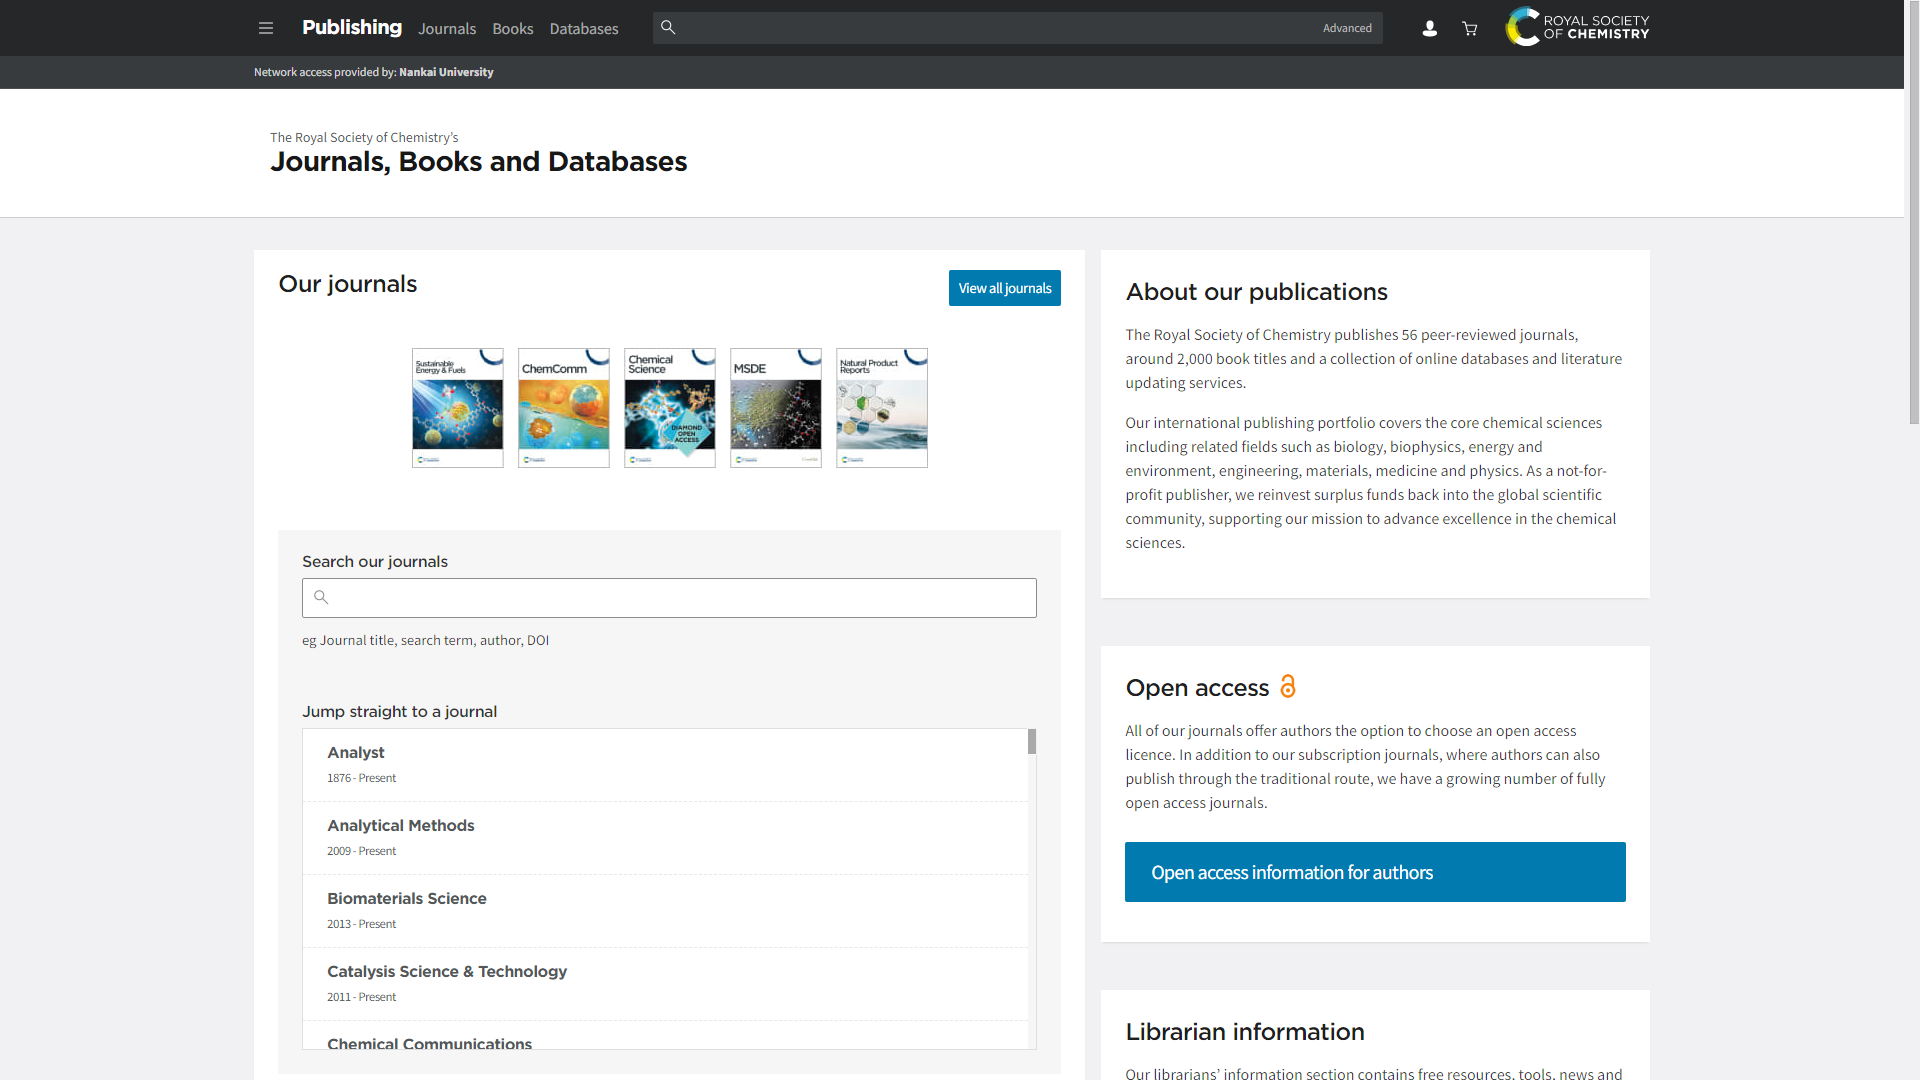 Publishing
Journals
Books
Databases
Advanced
ROYAL SOCIETY
OF CHEMISTRY
Network access provided by: Nankai University
The Royal Society of Chemistry’s
Journals, Books and Databases
Our journals
View all journals
Sustainable
Energy & Fuels
ChemComm
Chemical
Science
DIAMOND
OPEN
ACCESS
MSDE
Natural Product
Reports
Search our journals
eg Journal title, search term, author, DOI
Jump straight to a journal
Analyst
1876 - Present
Analytical Methods
2009 - Present
Biomaterials Science
2013 - Present
Catalysis Science & Technology
2011 - Present
Chemical Communications
About our publications
The Royal Society of Chemistry publishes 56 peer-reviewed journals,
around 2,000 book titles and a collection of online databases and literature
updating services.
Our international publishing portfolio covers the core chemical sciences
including related fields such as biology, biophysics, energy and
environment, engineering, materials, medicine and physics. As a not-for-
profit publisher, we reinvest surplus funds back into the global scientific
community, supporting our mission to advance excellence in the chemical
sciences.
Open access
All of our journals offer authors the option to choose an open access
licence. In addition to our subscription journals, where authors can also
publish through the traditional route, we have a growing number of fully
open access journals.
Open access information for authors
Librarian information
Our librarians’ information section contains free resources, tools, news and